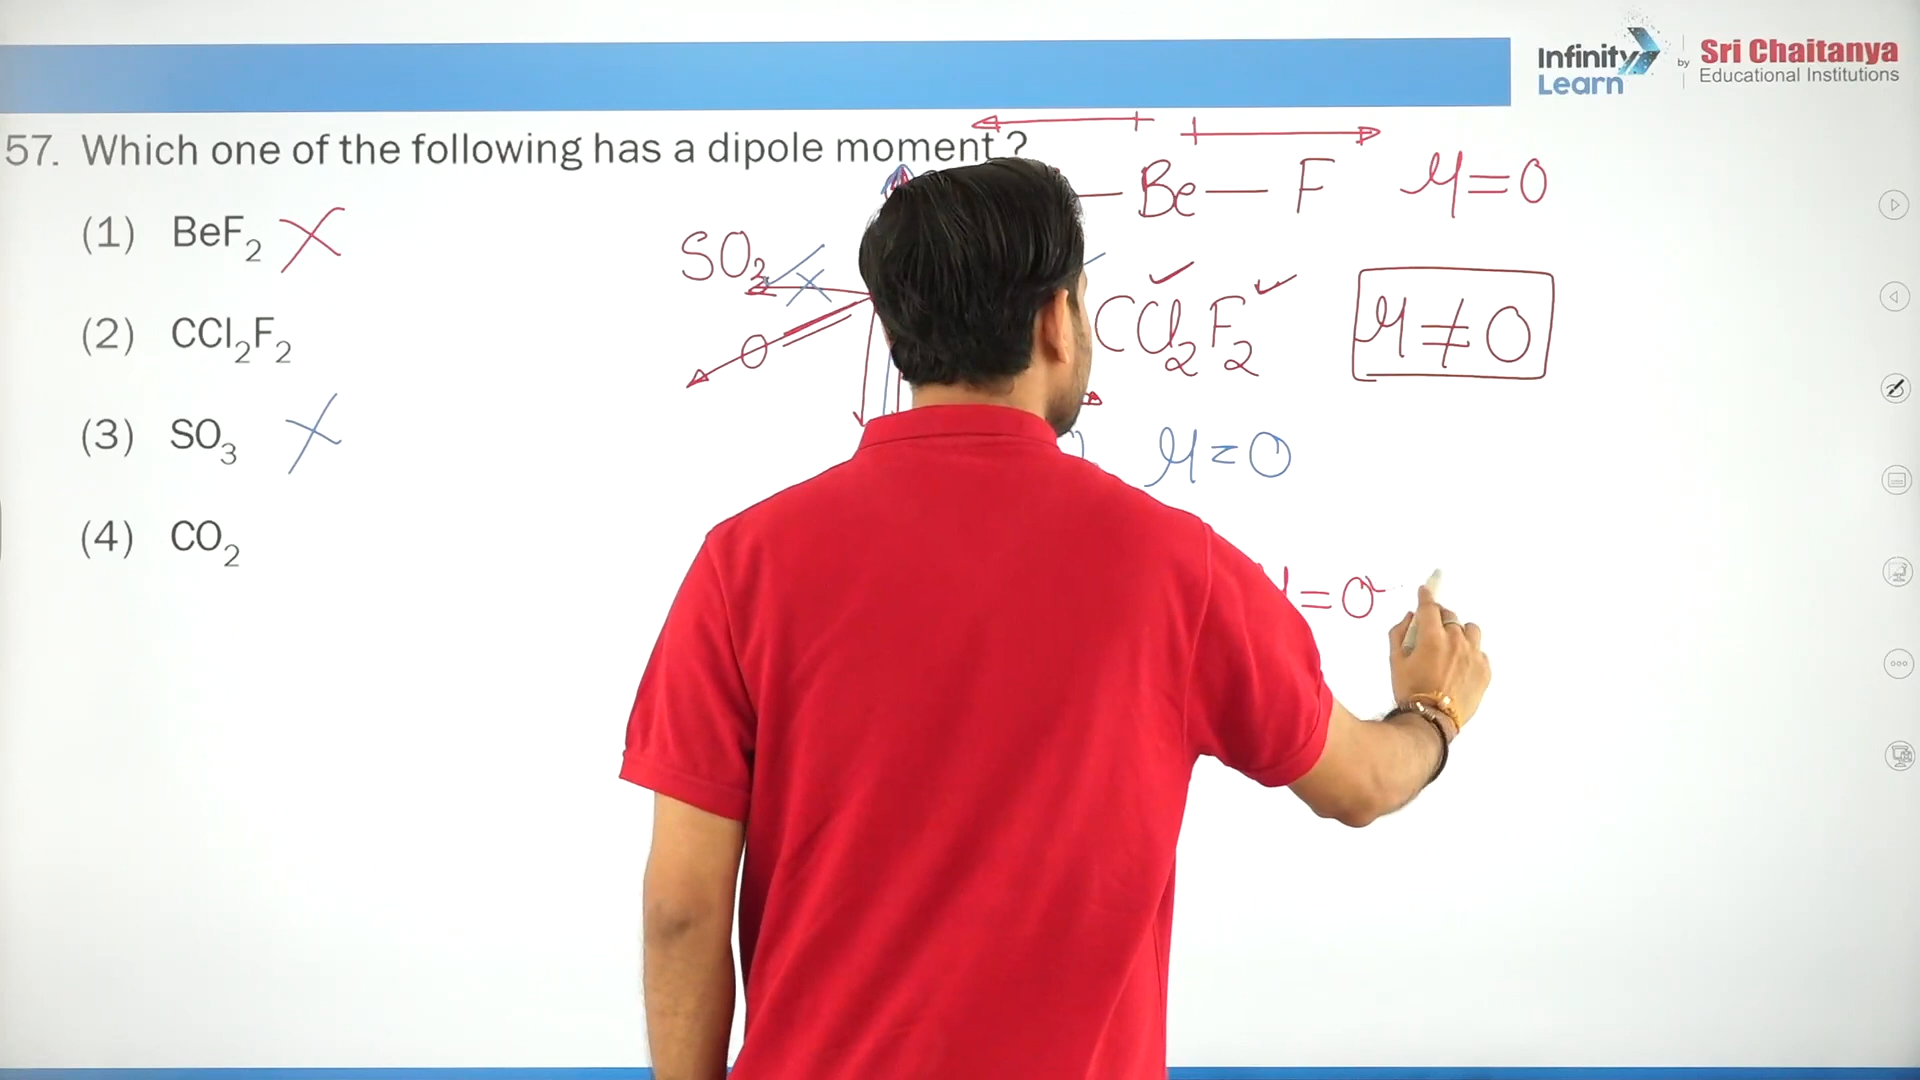 Infinity Learn by Sri Chaitanya Educational Institutions
57. Which one of the following has a dipole moment ?
(1) BeF₂
(2) CCl₂F₂
(3) SO₃
(4) CO₂
Be — F μ = 0
SO₂
O
CCl₂F₂ μ ≠ 0
μ = 0
= 0